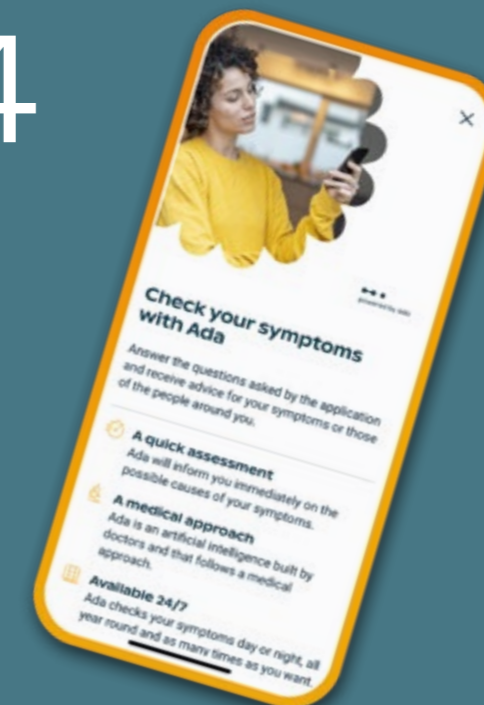 4
powered by ada
Check your symptoms
with Ada
Answer the questions asked by the application
and receive advice for your symptoms or those
of the people around you.
A quick assessment
Ada will inform you immediately on the
possible causes of your symptoms.
A medical approach
Ada is an artificial intelligence built by
doctors and that follows a medical
approach.
Available 24/7
Ada checks your symptoms day or night, all
year round and as many times as you want.